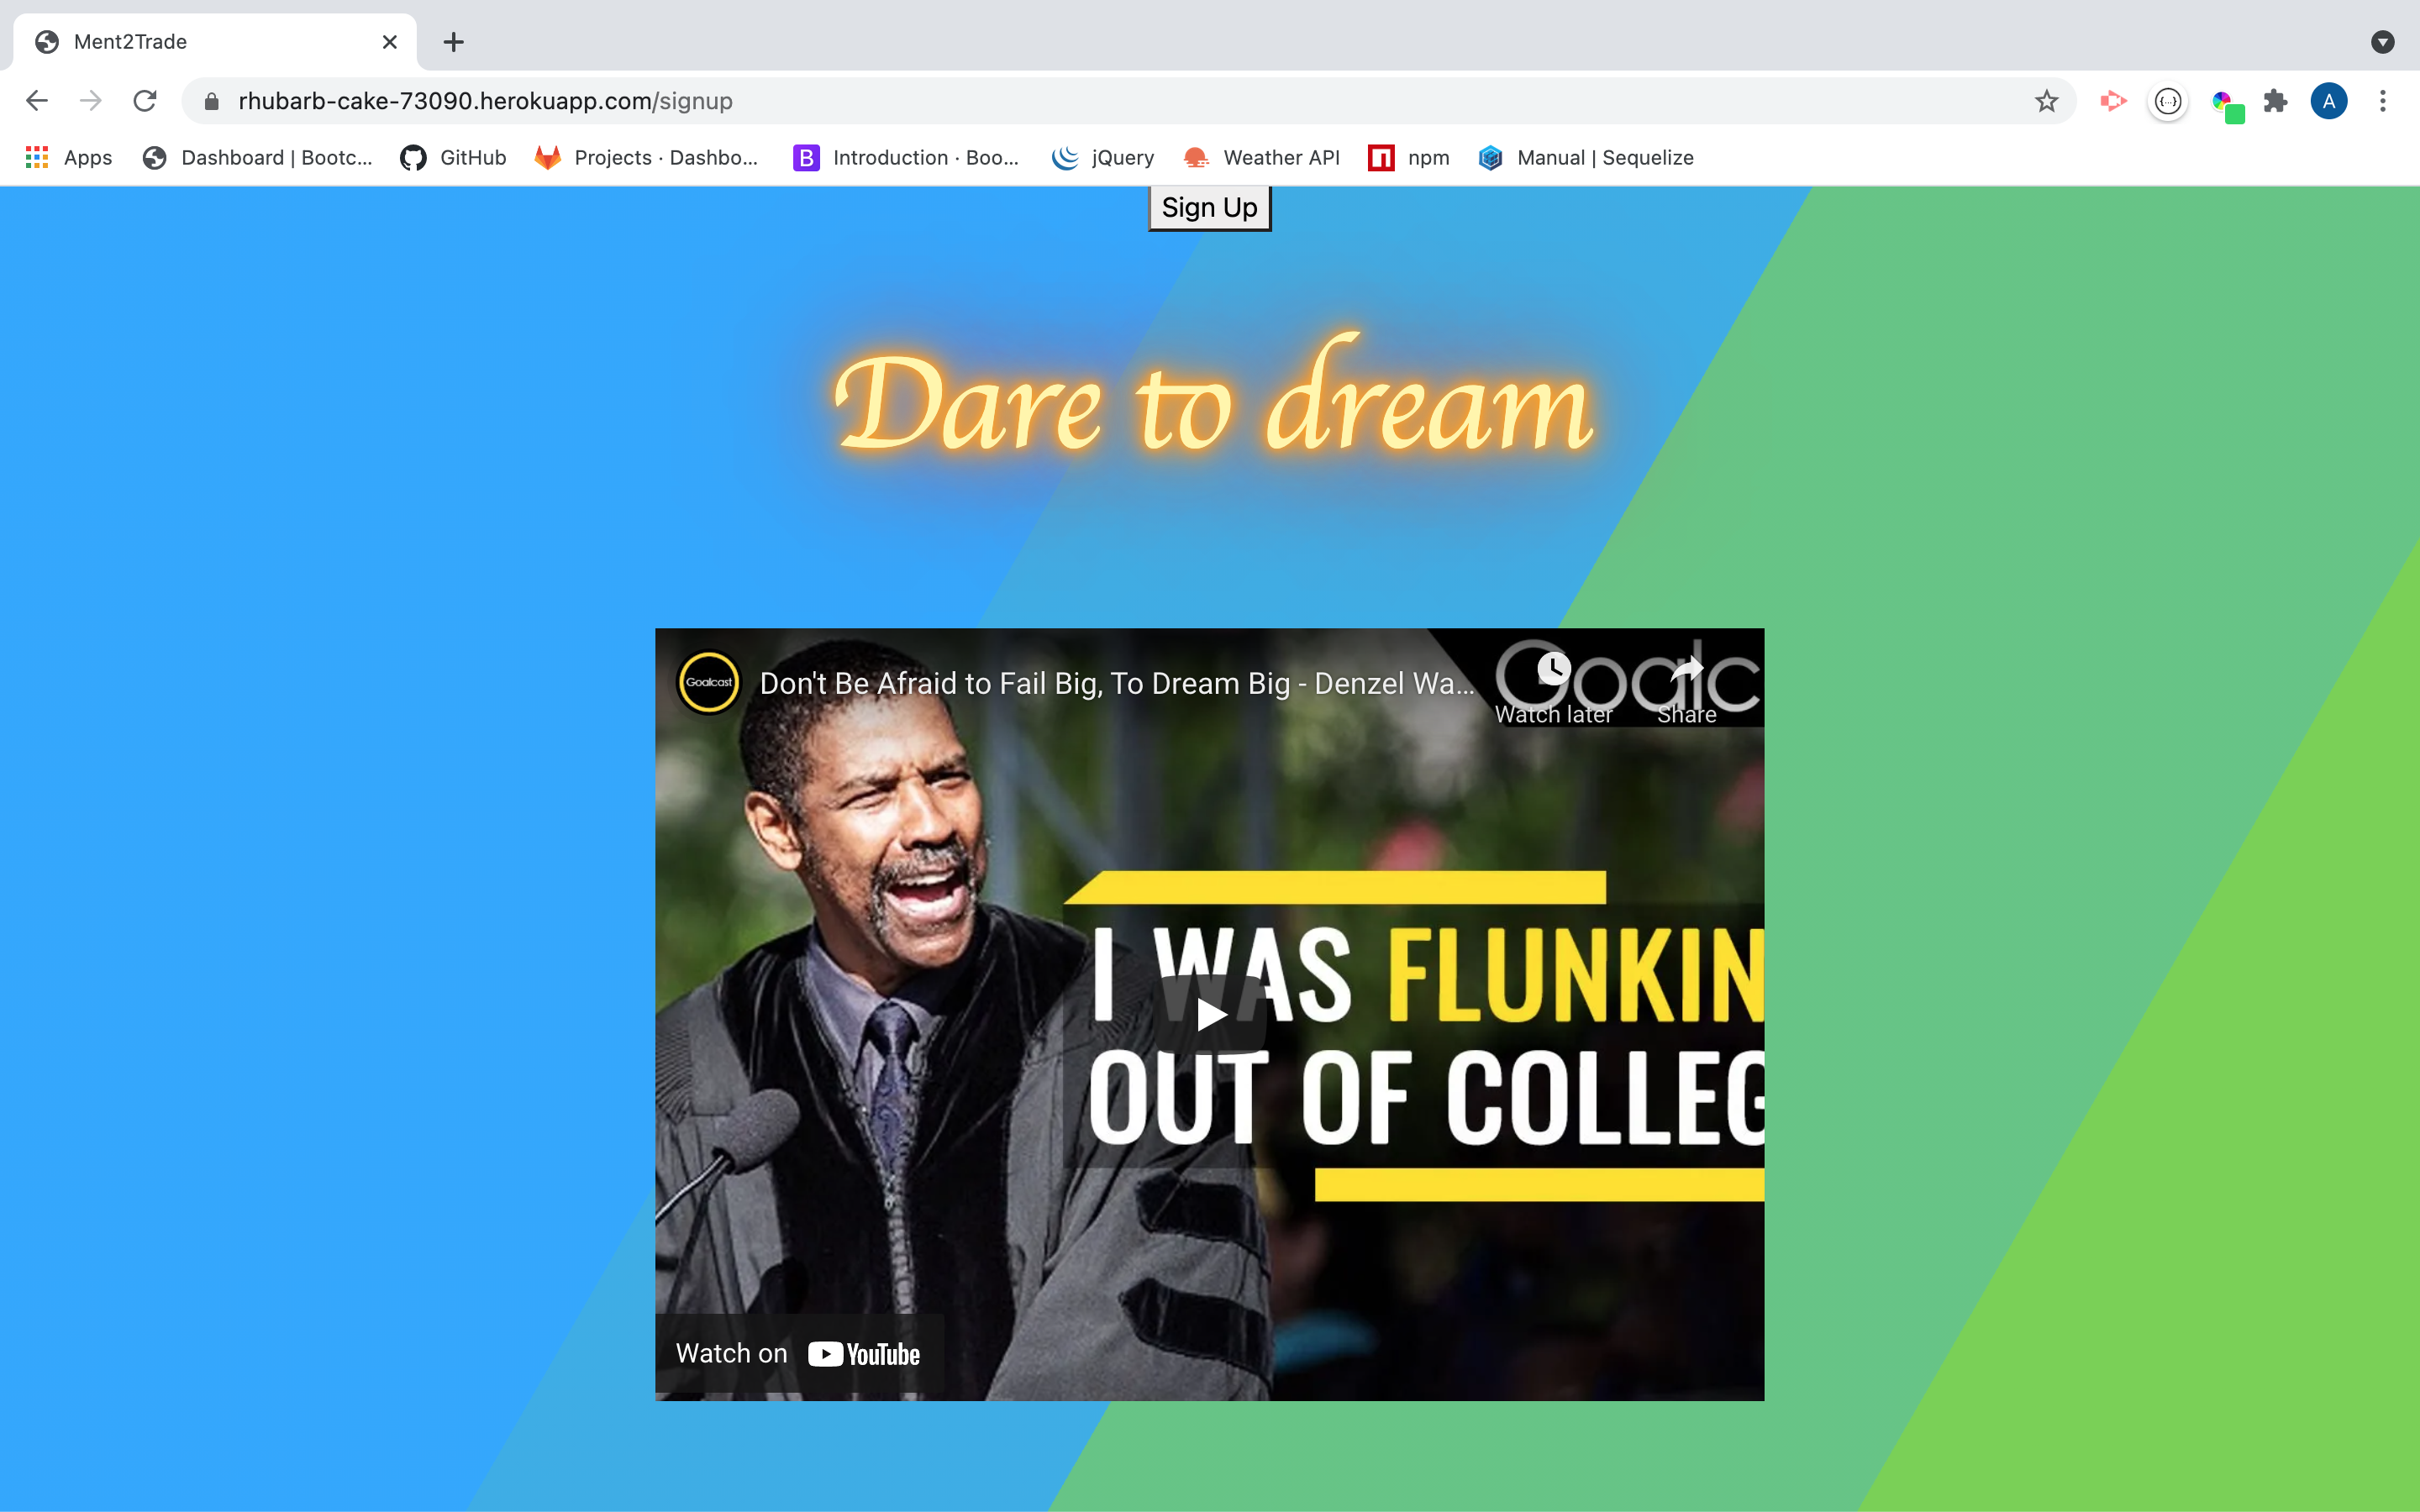 Ment2Trade
rhubarb-cake-73090.herokuapp.com/signup
A
Apps
Dashboard | Bootc...
GitHub
Projects · Dashbo...
B
Introduction · Boo...
jQuery
Weather API
npm
Manual | Sequelize
Sign Up
Dare to dream
Goalcast
Don't Be Afraid to Fail Big, To Dream Big - Denzel Wa...
Goalc
Watch later
Share
I WAS FLUNKIN
OUT OF COLLEG
Watch on YouTube